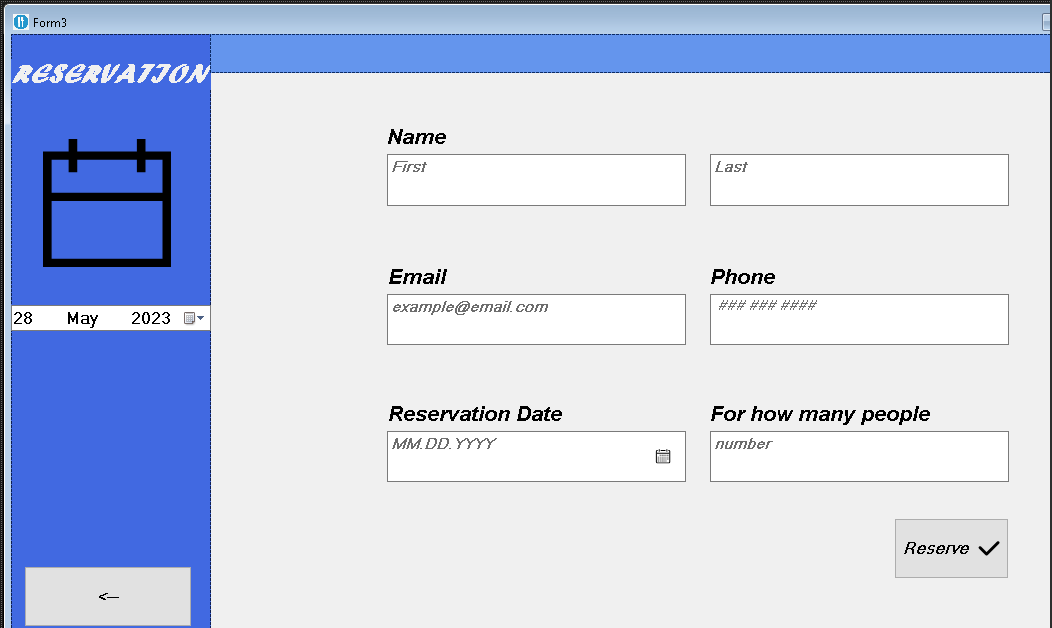 Form3
RESERVATION
28 May 2023
<—
Name
First
Last
Email
Phone
example@email.com
### ### ####
Reservation Date
For how many people
MM.DD.YYYY
number
Reserve